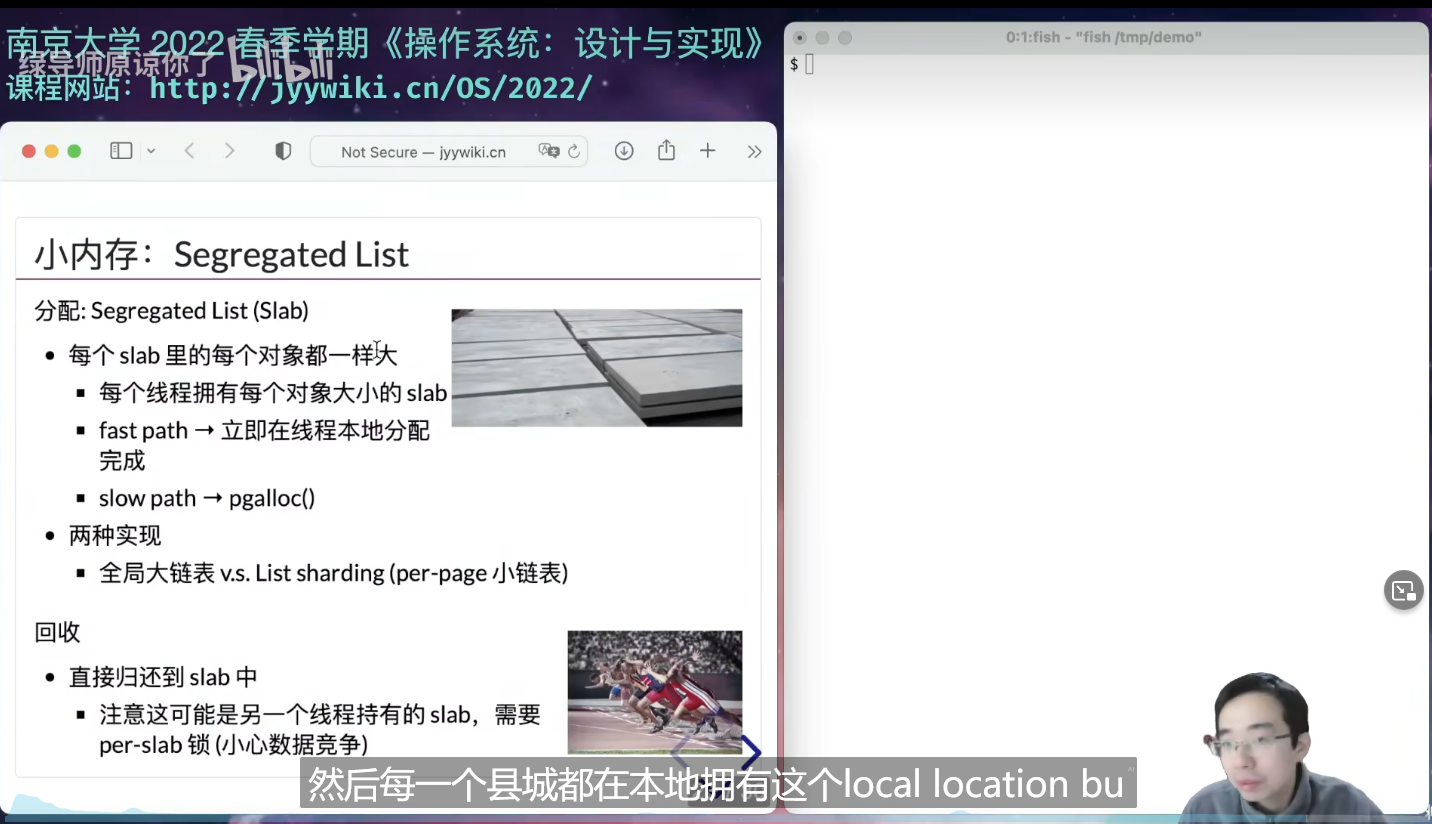 南京大学 2022 春季学期《操作系统：设计与实现》
绿导师原谅你了 bilibili
课程网站：http://jyywiki.cn/OS/2022/
0:1:fish - "fish /tmp/demo"
$
Not Secure — jyywiki.cn
小内存：Segregated List
分配: Segregated List (Slab)
每个 slab 里的每个对象都一样大
每个线程拥有每个对象大小的 slab
fast path → 立即在线程本地分配
完成
slow path → pgalloc()
两种实现
全局大链表 v.s. List sharding (per-page 小链表)
回收
直接归还到 slab 中
注意这可能是另一个线程持有的 slab，需要
per-slab 锁 (小心数据竞争)
然后每一个县城都在本地拥有这个local location bu